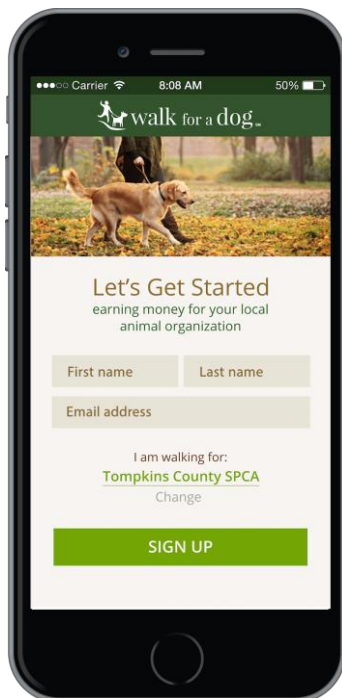 Carrier 8:08 AM 50%
walk for a dog
Let's Get Started
earning money for your local
animal organization
First name Last name
Email address
I am walking for:
Tompkins County SPCA
Change
SIGN UP